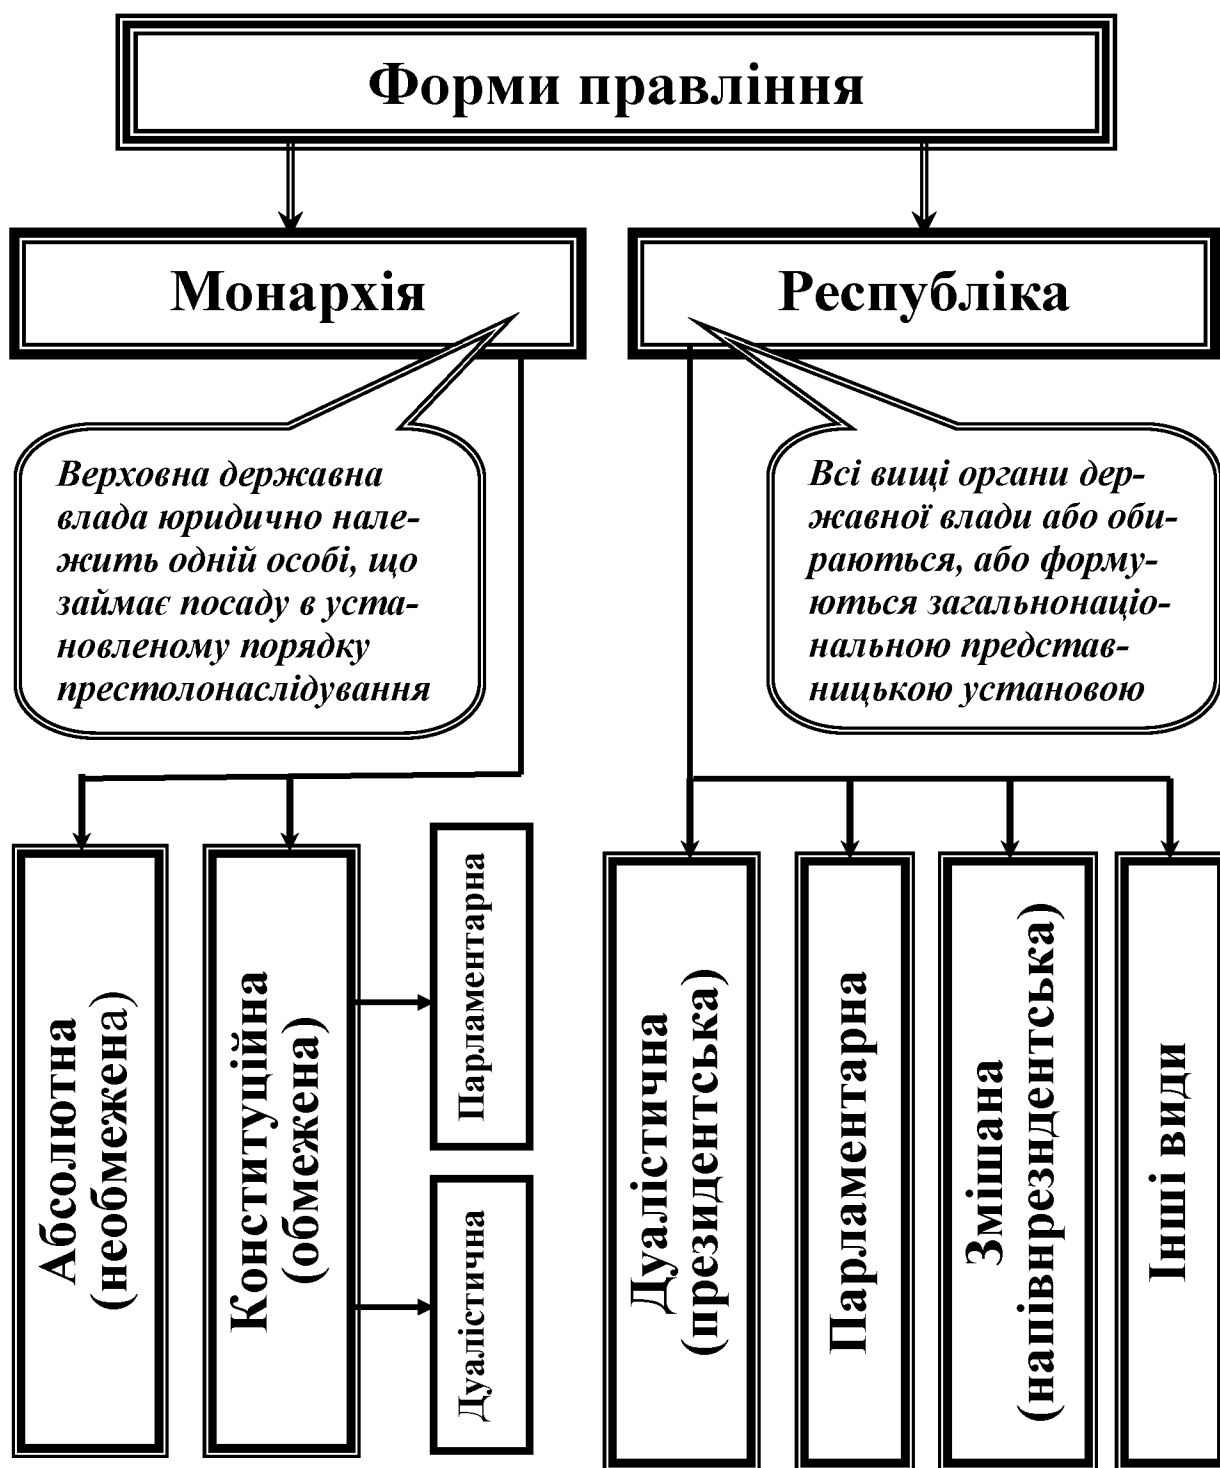 Форми правління
Монархія
Республіка
Верховна державна
влада юридично нале-
жить одній особі, що
займає посаду в уста-
новленому порядку
престолонаслідування
Всі вищі органи дер-
жавної влади або оби-
раються, або форму-
ються загальнонаціо-
нальною представ-
ницькою установою
Абсолютна
(необмежена)
Конституційна
(обмежена)
Парламентарна
Дуалістична
Дуалістична
(президентська)
Парламентарна
Змішана
(напівнрезндентська)
Інші види